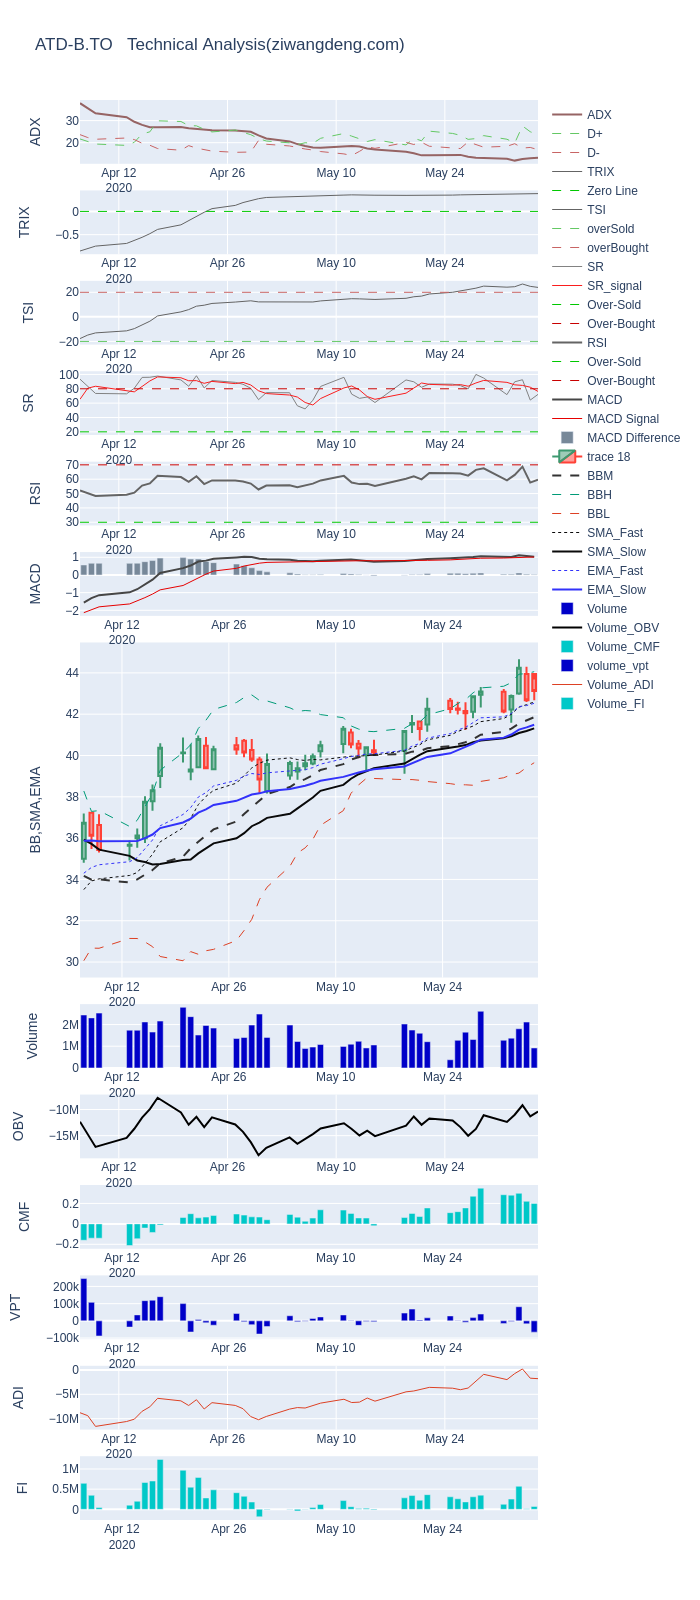 ATD-B.TO   Technical Analysis(ziwangdeng.com)
ADX
30
20
Apr 12
2020
Apr 26
May 10
May 24
TRIX
0
−0.5
Apr 12
2020
Apr 26
May 10
May 24
TSI
20
0
−20
Apr 12
2020
Apr 26
May 10
May 24
SR
100
80
60
40
20
Apr 12
2020
Apr 26
May 10
May 24
RSI
70
60
50
40
30
Apr 12
2020
Apr 26
May 10
May 24
MACD
1
0
−1
−2
Apr 12
2020
Apr 26
May 10
May 24
BB,SMA,EMA
44
42
40
38
36
34
32
30
Apr 12
2020
Apr 26
May 10
May 24
Volume
2M
1M
0
Apr 12
2020
Apr 26
May 10
May 24
OBV
−10M
−15M
Apr 12
2020
Apr 26
May 10
May 24
CMF
0.2
0
−0.2
Apr 12
2020
Apr 26
May 10
May 24
VPT
200k
100k
0
−100k
Apr 12
2020
Apr 26
May 10
May 24
ADI
0
−5M
−10M
Apr 12
2020
Apr 26
May 10
May 24
FI
1M
0.5M
0
Apr 12
2020
Apr 26
May 10
May 24
ADX
D+
D-
TRIX
Zero Line
TSI
overSold
overBought
SR
SR_signal
Over-Sold
Over-Bought
RSI
Over-Sold
Over-Bought
MACD
MACD Signal
MACD Difference
trace 18
BBM
BBH
BBL
SMA_Fast
SMA_Slow
EMA_Fast
EMA_Slow
Volume
Volume_OBV
Volume_CMF
volume_vpt
Volume_ADI
Volume_FI